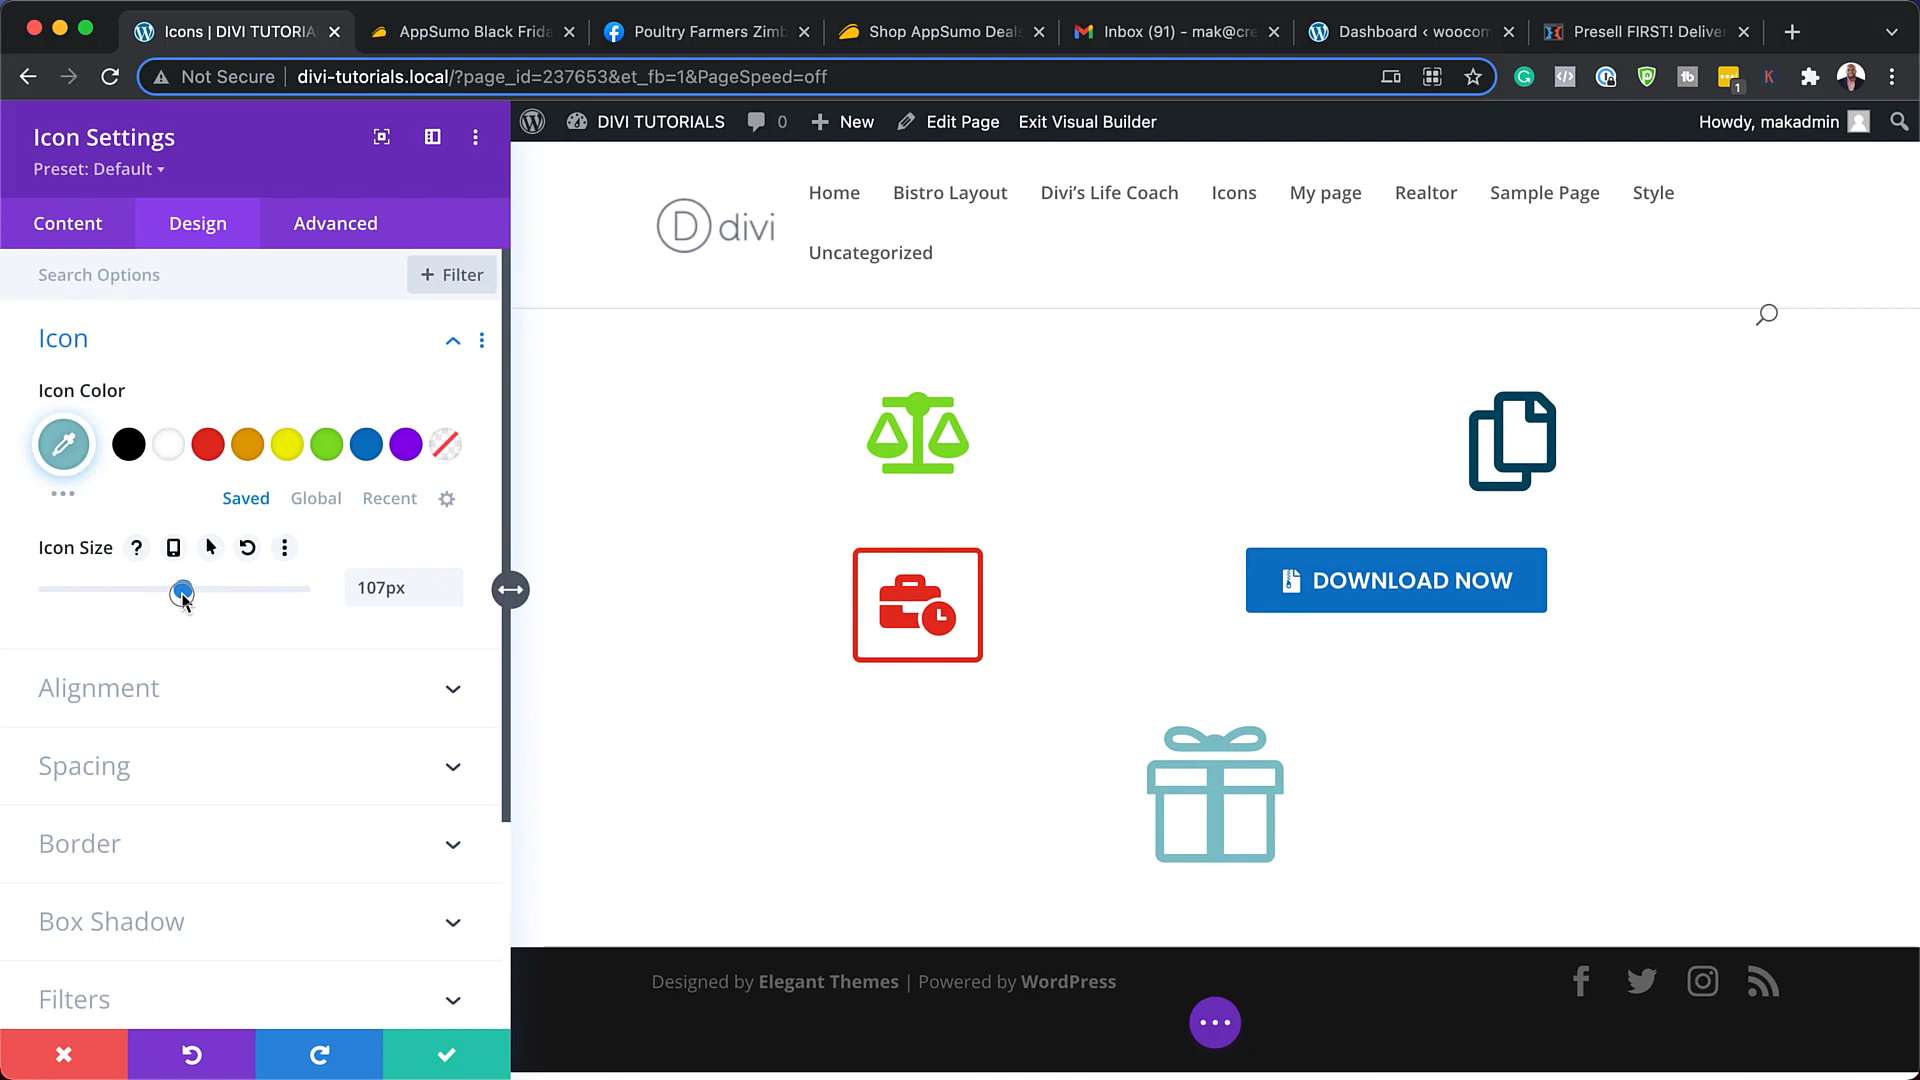 Icons | DIVI TUTORIA
AppSumo Black Frida
Poultry Farmers Zimb
Shop AppSumo Deal
Inbox (91) - mak@cre
Dashboard ‹ woocom
Presell FIRST! Deliver
Not Secure
divi-tutorials.local/?page_id=237653&et_fb=1&PageSpeed=off
</>
tb
1
K
Icon Settings
Preset: Default
Content
Design
Advanced
Search Options
+ Filter
Icon
Icon Color
Saved
Global
Recent
Icon Size
?
107px
Alignment
Spacing
Border
Box Shadow
Filters
DIVI TUTORIALS
0
New
Edit Page
Exit Visual Builder
Howdy, makadmin
D divi
Home
Bistro Layout
Divi's Life Coach
Icons
My page
Realtor
Sample Page
Style
Uncategorized
DOWNLOAD NOW
Designed by Elegant Themes | Powered by WordPress